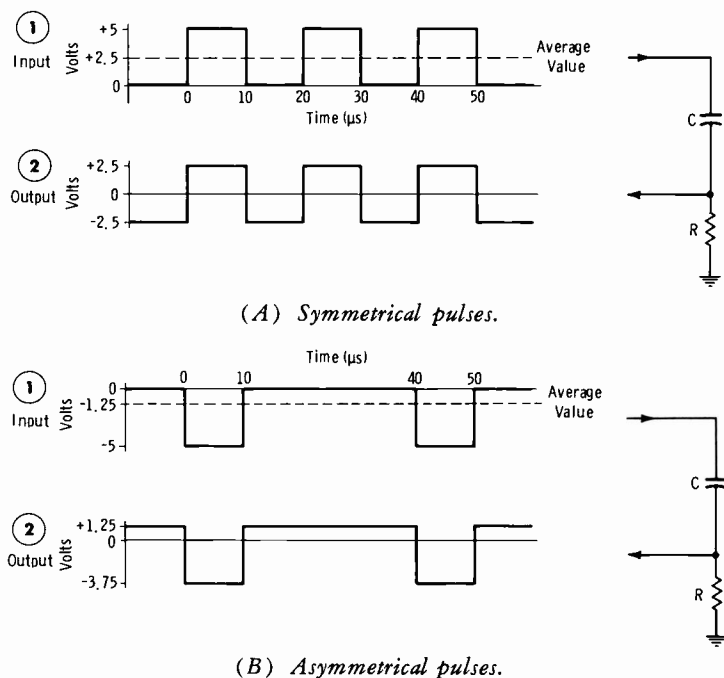 1
Input
Volts
+5
+2.5
0
Average
Value
0 10 20 30 40 50
Time (µs)
C
2
Output
Volts
+2.5
0
-2.5
R
(A) Symmetrical pulses.
Time (µs)
0 10 40 50
1
Input
Volts
0
-1.25
-5
Average
Value
C
2
Output
Volts
+1.25
0
-3.75
R
(B) Asymmetrical pulses.